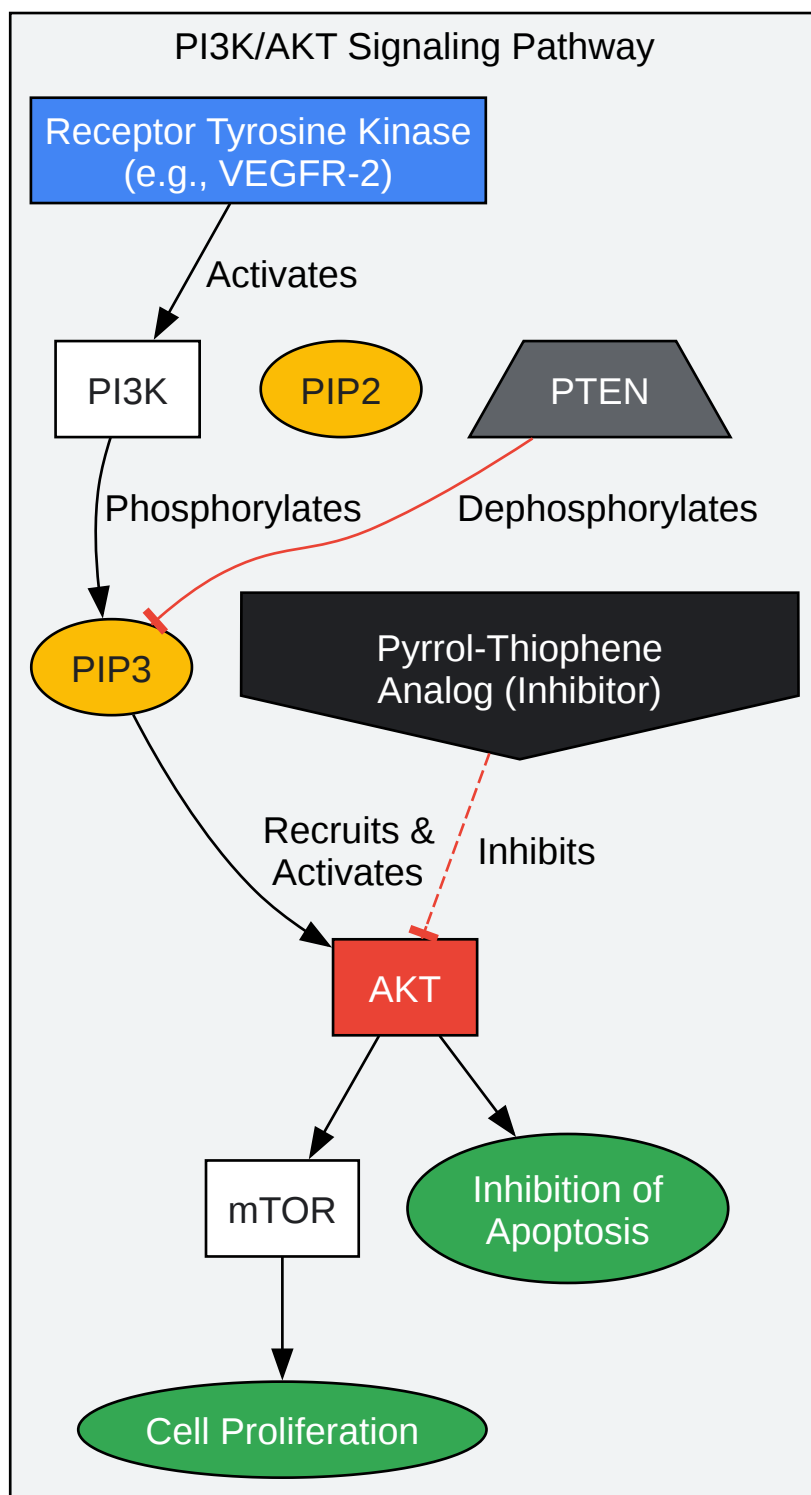 PI3K/AKT Signaling Pathway
Receptor Tyrosine Kinase
(e.g., VEGFR-2)
Activates
PI3K
PIP2
PTEN
Phosphorylates
Dephosphorylates
PIP3
Pyrrol-Thiophene
Analog (Inhibitor)
Recruits &
Activates
Inhibits
AKT
mTOR
Inhibition of
Apoptosis
Cell Proliferation